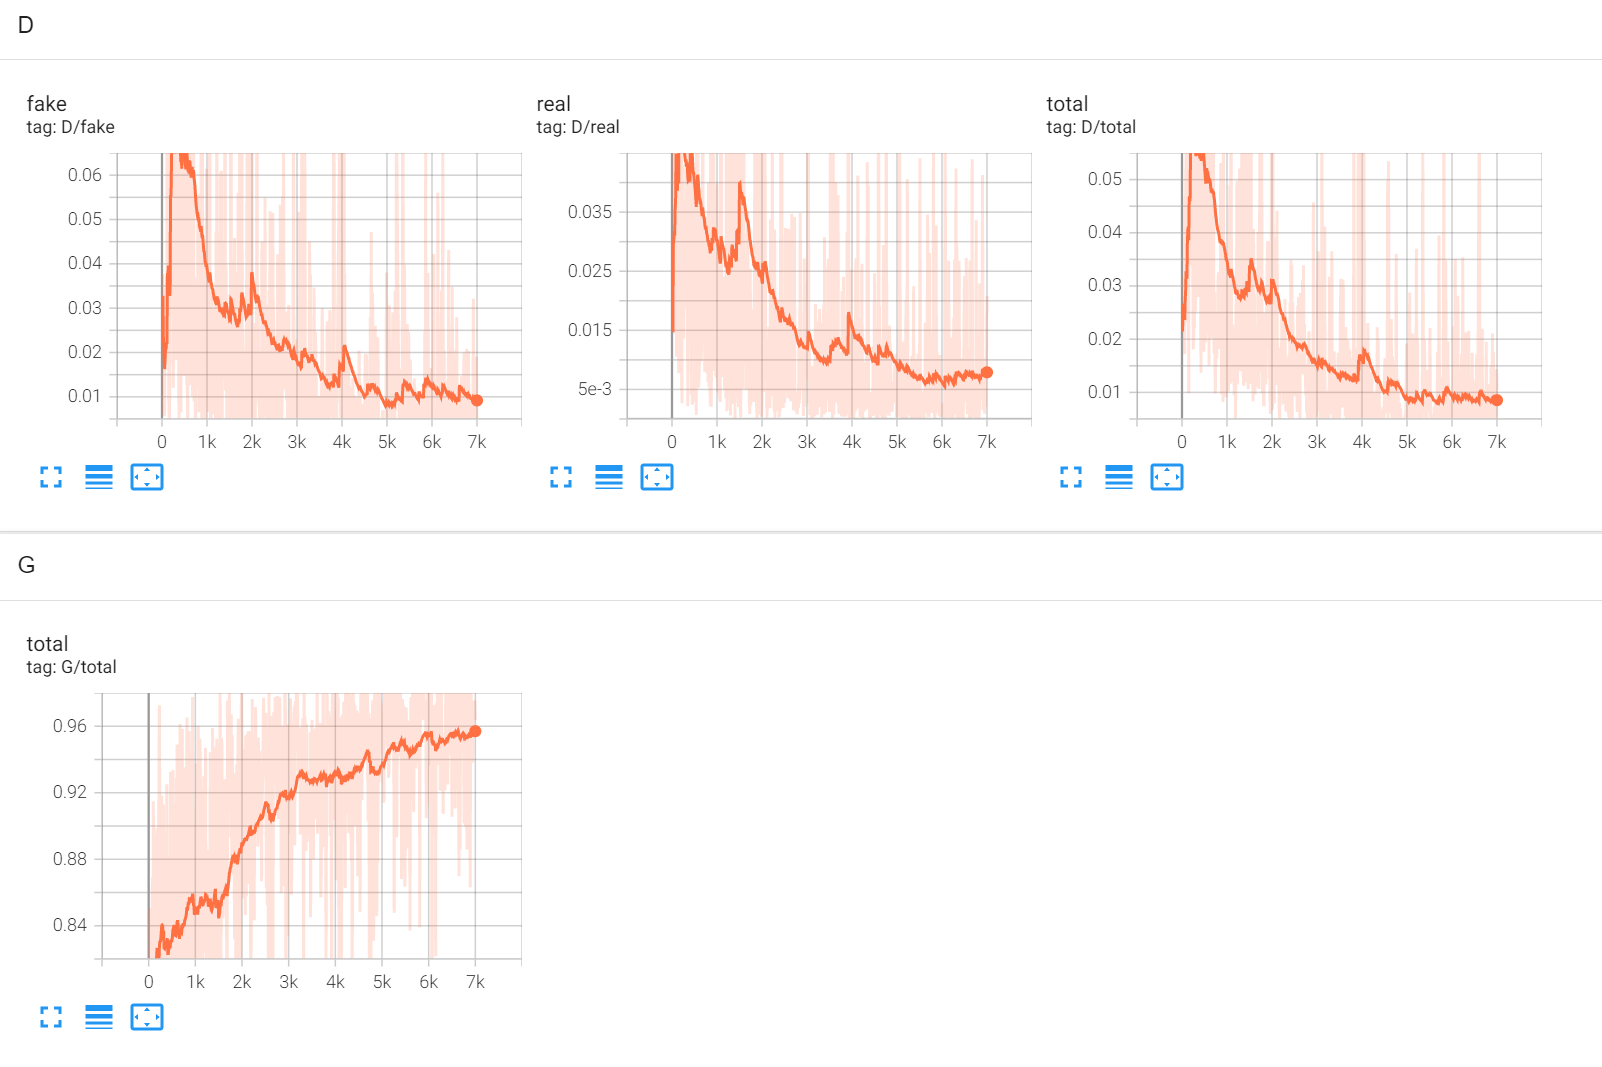 D
fake
tag: D/fake
real
tag: D/real
total
tag: D/total
0.06
0.05
0.04
0.03
0.02
0.01
0 1k 2k 3k 4k 5k 6k 7k
0.035
0.025
0.015
5e-3
0 1k 2k 3k 4k 5k 6k 7k
0.05
0.04
0.03
0.02
0.01
0 1k 2k 3k 4k 5k 6k 7k
G
total
tag: G/total
0.96
0.92
0.88
0.84
0 1k 2k 3k 4k 5k 6k 7k